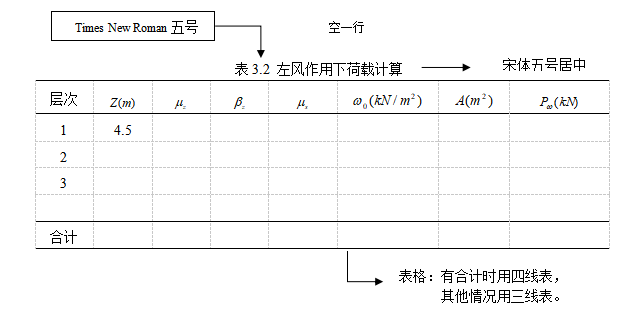 Times New Roman 五号
空一行
表3.2 左风作用下荷载计算
宋体五号居中
层次 Z(m) μz βz μs ω0(kN/m²) A(m²) Pω(kN)
1 4.5
2
3
合计
表格：有合计时用四线表，
其他情况用三线表。